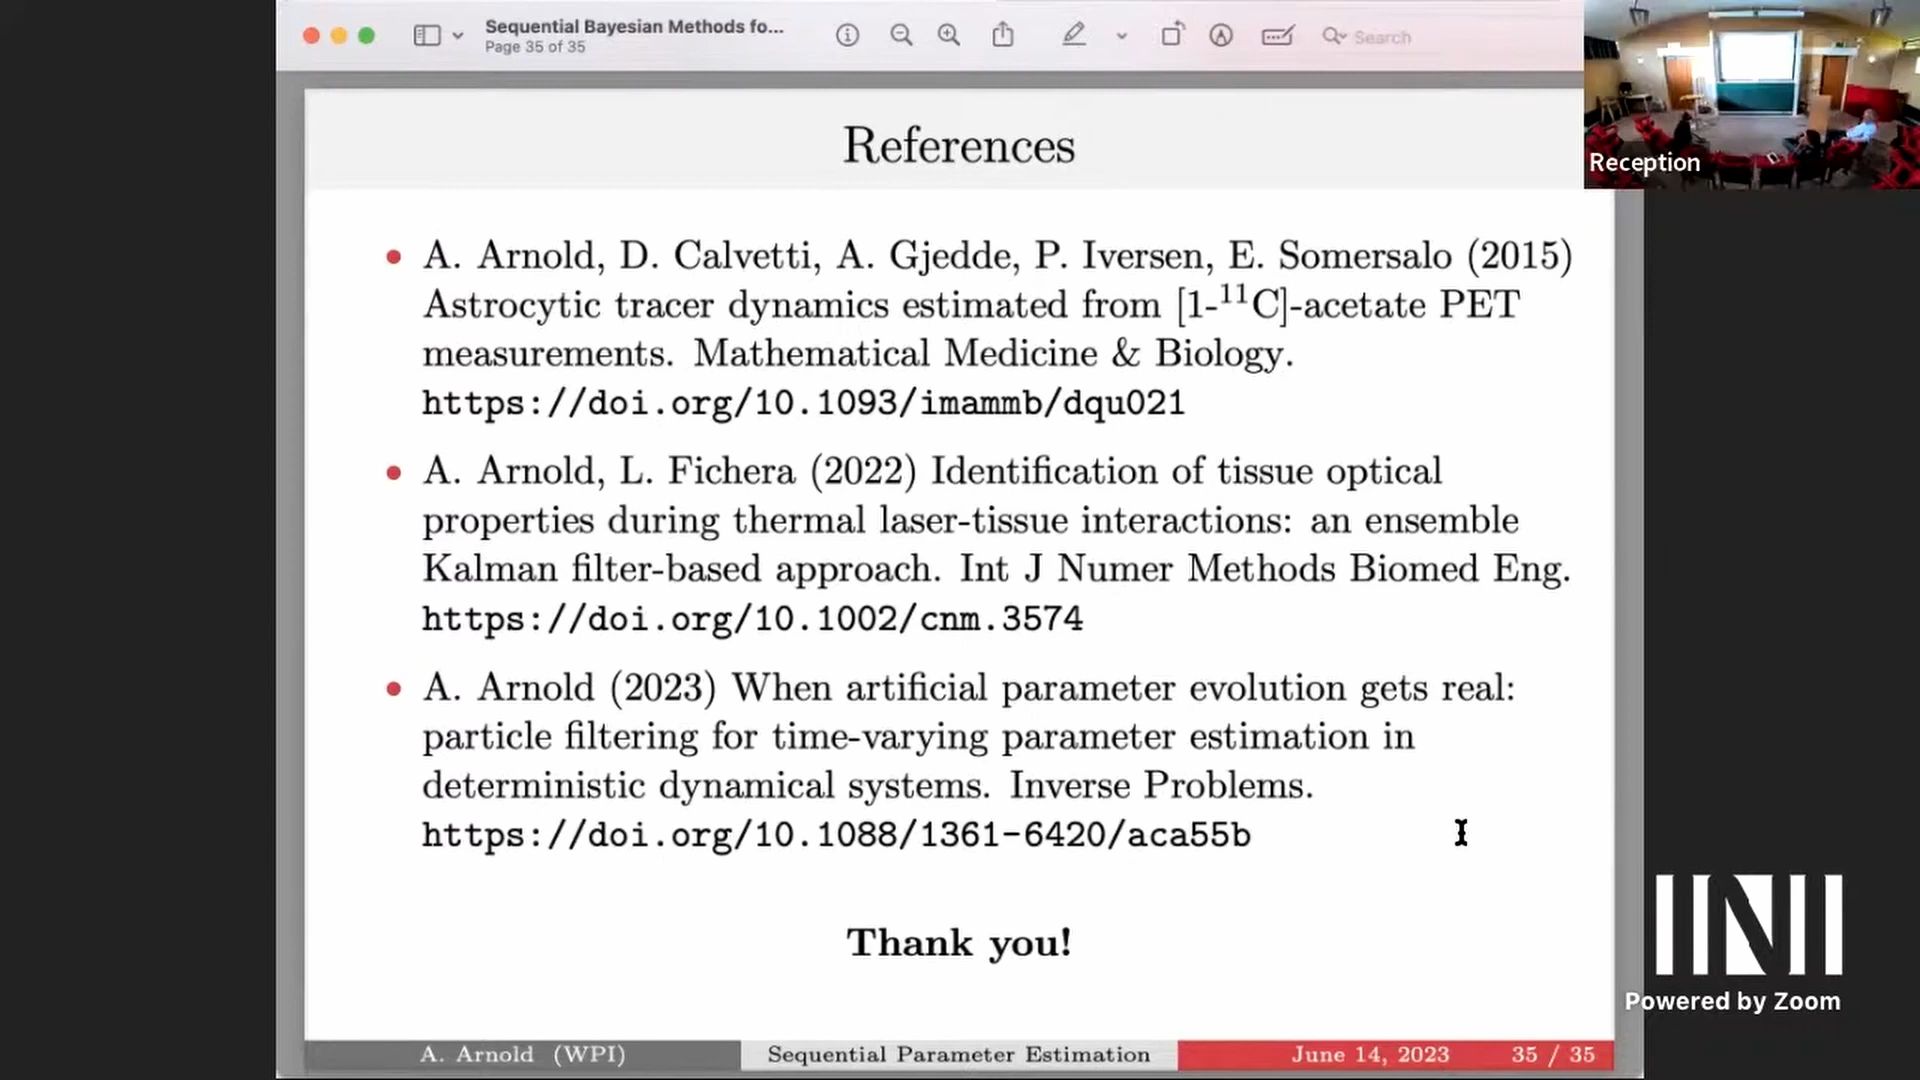 Sequential Bayesian Methods fo...
Page 35 of 35
Search
Reception
References
• A. Arnold, D. Calvetti, A. Gjedde, P. Iversen, E. Somersalo (2015)
Astrocytic tracer dynamics estimated from [1-¹¹C]-acetate PET
measurements. Mathematical Medicine & Biology.
https://doi.org/10.1093/imammb/dqu021
• A. Arnold, L. Fichera (2022) Identification of tissue optical
properties during thermal laser-tissue interactions: an ensemble
Kalman filter-based approach. Int J Numer Methods Biomed Eng.
https://doi.org/10.1002/cnm.3574
• A. Arnold (2023) When artificial parameter evolution gets real:
particle filtering for time-varying parameter estimation in
deterministic dynamical systems. Inverse Problems.
https://doi.org/10.1088/1361-6420/aca55b
Thank you!
INI
Powered by Zoom
A. Arnold (WPI) Sequential Parameter Estimation June 14, 2023 35 / 35